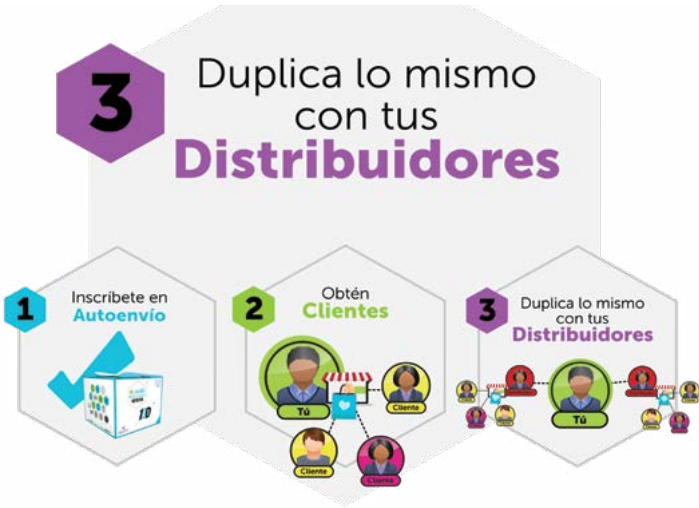 3
Duplica lo mismo
con tus
Distribuidores
1
Inscríbete en
Autoenvío
10
2
Obtén
Clientes
Tú
Cliente
Cliente
Cliente
3
Duplica lo mismo
con tus
Distribuidores
Tú